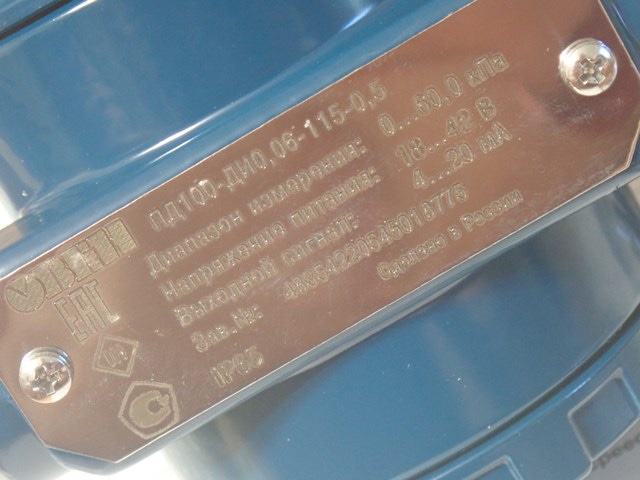 ОВЕН
ПД100-ДИ0,06-115-0,5
Диапазон измерений: 0...60,0 кПа
Напряжение питания: 18...42 В
Выходной сигнал: 4...20 мА
Зав.№:
Сделано в России
IP65
ЕАС